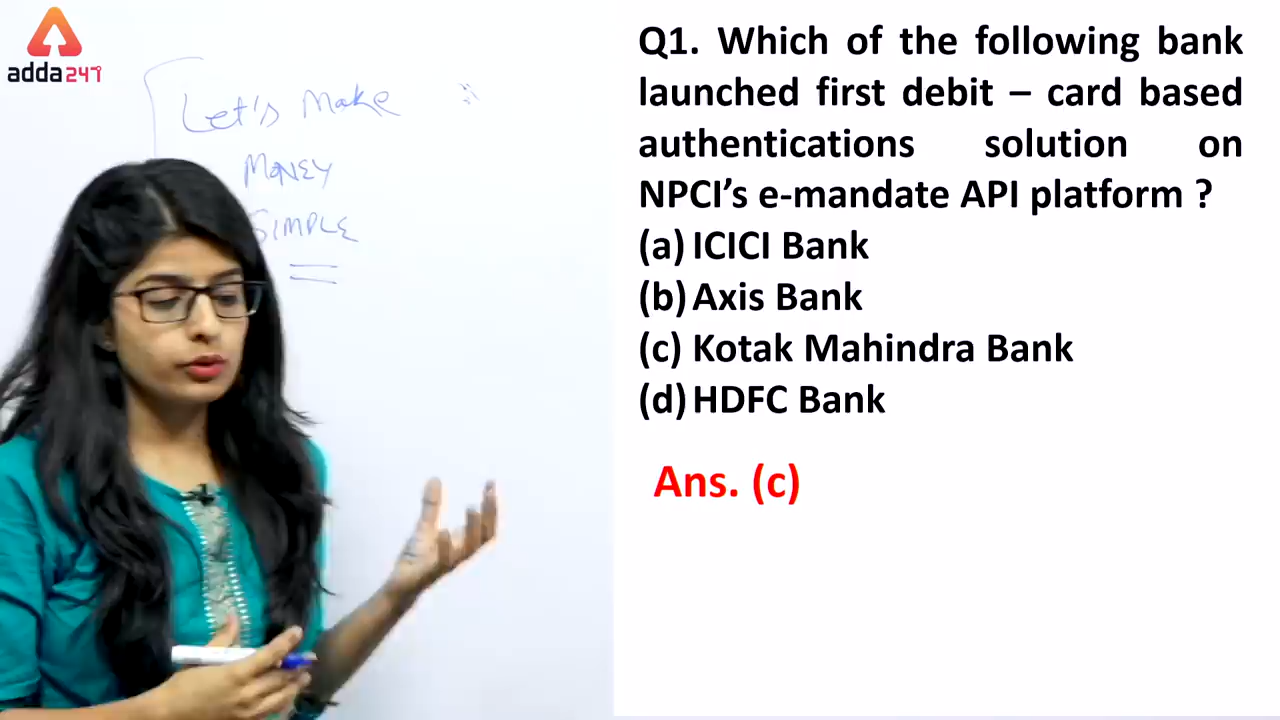 adda247
Let's Make
MONEY
SIMPLE
Q1. Which of the following bank
launched first debit – card based
authentications solution on
NPCI’s e-mandate API platform ?
(a) ICICI Bank
(b) Axis Bank
(c) Kotak Mahindra Bank
(d) HDFC Bank
Ans. (c)